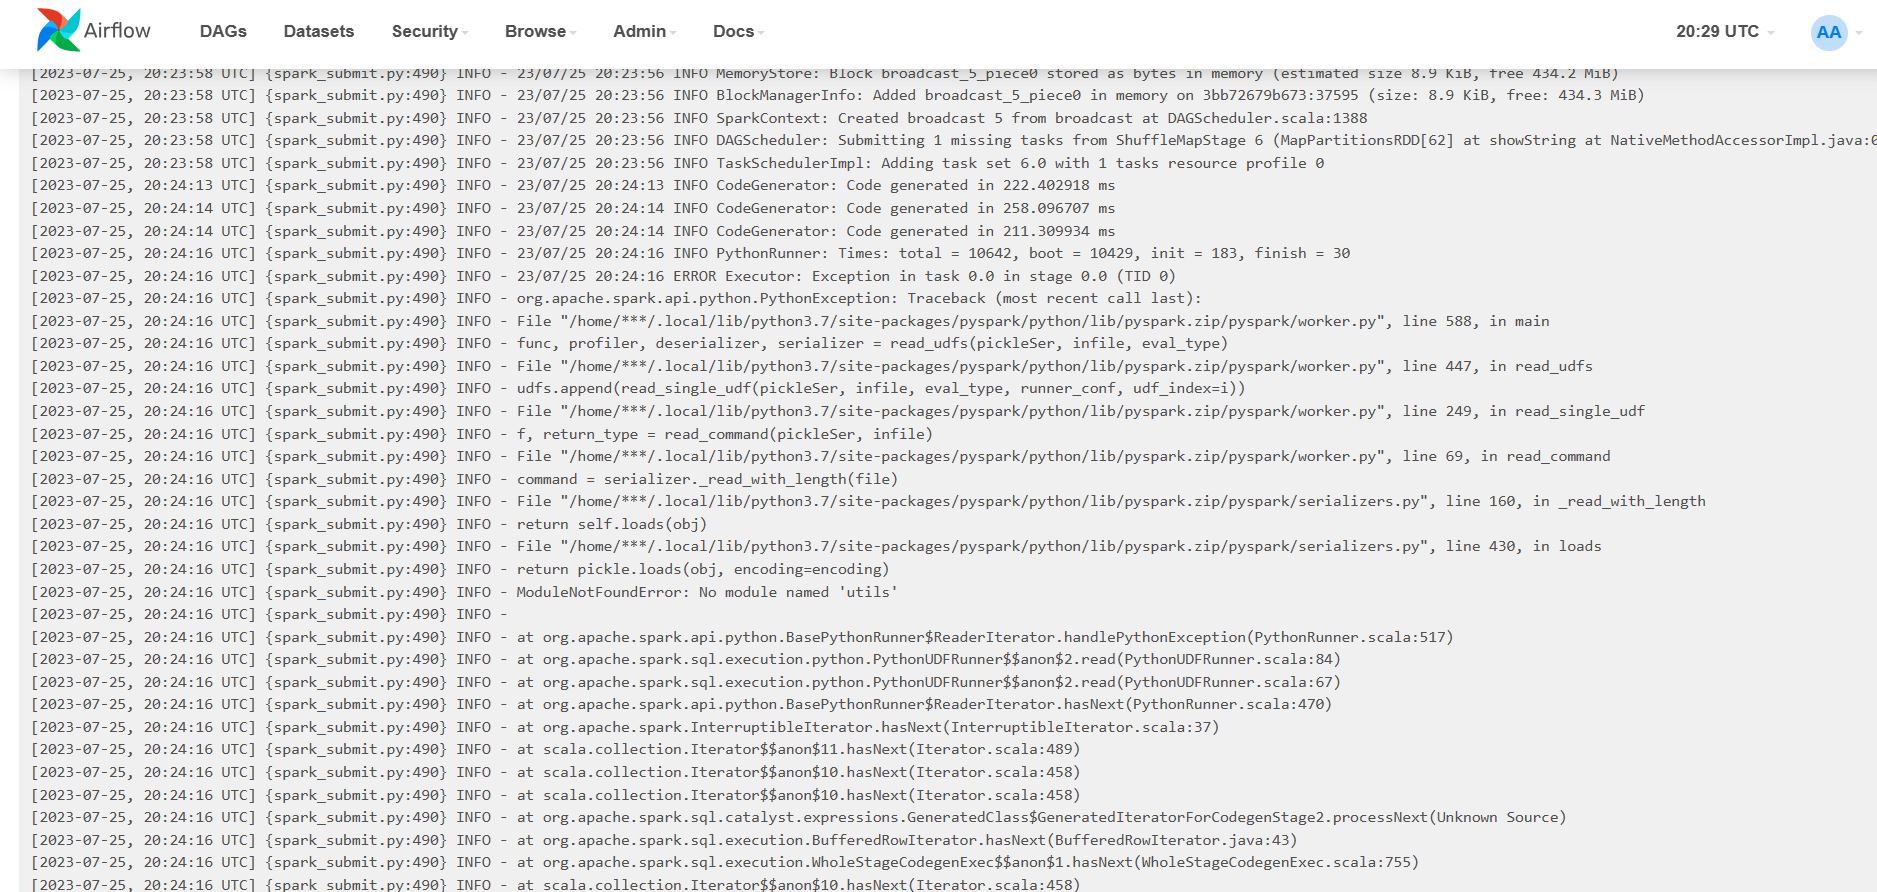 Airflow DAGs Datasets Security Browse Admin Docs 20:29 UTC AA
[2023-07-25, 20:23:58 UTC] {spark_submit.py:490} INFO - 23/07/25 20:23:56 INFO MemoryStore: Block broadcast_5_piece0 stored as bytes in memory (estimated size 8.9 KiB, free 434.2 MiB)
[2023-07-25, 20:23:58 UTC] {spark_submit.py:490} INFO - 23/07/25 20:23:56 INFO BlockManagerInfo: Added broadcast_5_piece0 in memory on 3bb72679b673:37595 (size: 8.9 KiB, free: 434.3 MiB)
[2023-07-25, 20:23:58 UTC] {spark_submit.py:490} INFO - 23/07/25 20:23:56 INFO SparkContext: Created broadcast 5 from broadcast at DAGScheduler.scala:1388
[2023-07-25, 20:23:58 UTC] {spark_submit.py:490} INFO - 23/07/25 20:23:56 INFO DAGScheduler: Submitting 1 missing tasks from ShuffleMapStage 6 (MapPartitionsRDD[62] at showString at NativeMethodAccessorImpl.java:0
[2023-07-25, 20:23:58 UTC] {spark_submit.py:490} INFO - 23/07/25 20:23:56 INFO TaskSchedulerImpl: Adding task set 6.0 with 1 tasks resource profile 0
[2023-07-25, 20:24:13 UTC] {spark_submit.py:490} INFO - 23/07/25 20:24:13 INFO CodeGenerator: Code generated in 222.402918 ms
[2023-07-25, 20:24:14 UTC] {spark_submit.py:490} INFO - 23/07/25 20:24:14 INFO CodeGenerator: Code generated in 258.096707 ms
[2023-07-25, 20:24:14 UTC] {spark_submit.py:490} INFO - 23/07/25 20:24:14 INFO CodeGenerator: Code generated in 211.309934 ms
[2023-07-25, 20:24:16 UTC] {spark_submit.py:490} INFO - 23/07/25 20:24:16 INFO PythonRunner: Times: total = 10642, boot = 10429, init = 183, finish = 30
[2023-07-25, 20:24:16 UTC] {spark_submit.py:490} INFO - 23/07/25 20:24:16 ERROR Executor: Exception in task 0.0 in stage 0.0 (TID 0)
[2023-07-25, 20:24:16 UTC] {spark_submit.py:490} INFO - org.apache.spark.api.python.PythonException: Traceback (most recent call last):
[2023-07-25, 20:24:16 UTC] {spark_submit.py:490} INFO - File "/home/***/.local/lib/python3.7/site-packages/pyspark/python/lib/pyspark.zip/pyspark/worker.py", line 588, in main
[2023-07-25, 20:24:16 UTC] {spark_submit.py:490} INFO - func, profiler, deserializer, serializer = read_udfs(pickleSer, infile, eval_type)
[2023-07-25, 20:24:16 UTC] {spark_submit.py:490} INFO - File "/home/***/.local/lib/python3.7/site-packages/pyspark/python/lib/pyspark.zip/pyspark/worker.py", line 447, in read_udfs
[2023-07-25, 20:24:16 UTC] {spark_submit.py:490} INFO - udfs.append(read_single_udf(pickleSer, infile, eval_type, runner_conf, udf_index=i))
[2023-07-25, 20:24:16 UTC] {spark_submit.py:490} INFO - File "/home/***/.local/lib/python3.7/site-packages/pyspark/python/lib/pyspark.zip/pyspark/worker.py", line 249, in read_single_udf
[2023-07-25, 20:24:16 UTC] {spark_submit.py:490} INFO - f, return_type = read_command(pickleSer, infile)
[2023-07-25, 20:24:16 UTC] {spark_submit.py:490} INFO - File "/home/***/.local/lib/python3.7/site-packages/pyspark/python/lib/pyspark.zip/pyspark/worker.py", line 69, in read_command
[2023-07-25, 20:24:16 UTC] {spark_submit.py:490} INFO - command = serializer._read_with_length(file)
[2023-07-25, 20:24:16 UTC] {spark_submit.py:490} INFO - File "/home/***/.local/lib/python3.7/site-packages/pyspark/python/lib/pyspark.zip/pyspark/serializers.py", line 160, in _read_with_length
[2023-07-25, 20:24:16 UTC] {spark_submit.py:490} INFO - return self.loads(obj)
[2023-07-25, 20:24:16 UTC] {spark_submit.py:490} INFO - File "/home/***/.local/lib/python3.7/site-packages/pyspark/python/lib/pyspark.zip/pyspark/serializers.py", line 430, in loads
[2023-07-25, 20:24:16 UTC] {spark_submit.py:490} INFO - return pickle.loads(obj, encoding=encoding)
[2023-07-25, 20:24:16 UTC] {spark_submit.py:490} INFO - ModuleNotFoundError: No module named 'utils'
[2023-07-25, 20:24:16 UTC] {spark_submit.py:490} INFO -
[2023-07-25, 20:24:16 UTC] {spark_submit.py:490} INFO - at org.apache.spark.api.python.BasePythonRunner$ReaderIterator.handlePythonException(PythonRunner.scala:517)
[2023-07-25, 20:24:16 UTC] {spark_submit.py:490} INFO - at org.apache.spark.sql.execution.python.PythonUDFRunner$$anon$2.read(PythonUDFRunner.scala:84)
[2023-07-25, 20:24:16 UTC] {spark_submit.py:490} INFO - at org.apache.spark.sql.execution.python.PythonUDFRunner$$anon$2.read(PythonUDFRunner.scala:67)
[2023-07-25, 20:24:16 UTC] {spark_submit.py:490} INFO - at org.apache.spark.api.python.BasePythonRunner$ReaderIterator.hasNext(PythonRunner.scala:470)
[2023-07-25, 20:24:16 UTC] {spark_submit.py:490} INFO - at org.apache.spark.InterruptibleIterator.hasNext(InterruptibleIterator.scala:37)
[2023-07-25, 20:24:16 UTC] {spark_submit.py:490} INFO - at scala.collection.Iterator$$anon$11.hasNext(Iterator.scala:489)
[2023-07-25, 20:24:16 UTC] {spark_submit.py:490} INFO - at scala.collection.Iterator$$anon$10.hasNext(Iterator.scala:458)
[2023-07-25, 20:24:16 UTC] {spark_submit.py:490} INFO - at scala.collection.Iterator$$anon$10.hasNext(Iterator.scala:458)
[2023-07-25, 20:24:16 UTC] {spark_submit.py:490} INFO - at org.apache.spark.sql.catalyst.expressions.GeneratedClass$GeneratedIteratorForCodegenStage2.processNext(Unknown Source)
[2023-07-25, 20:24:16 UTC] {spark_submit.py:490} INFO - at org.apache.spark.sql.execution.BufferedRowIterator.hasNext(BufferedRowIterator.java:43)
[2023-07-25, 20:24:16 UTC] {spark_submit.py:490} INFO - at org.apache.spark.sql.execution.WholeStageCodegenExec$$anon$1.hasNext(WholeStageCodegenExec.scala:755)
[2023-07-25, 20:24:16 UTC] {spark_submit.py:490} INFO - at scala.collection.Iterator$$anon$10.hasNext(Iterator.scala:458)